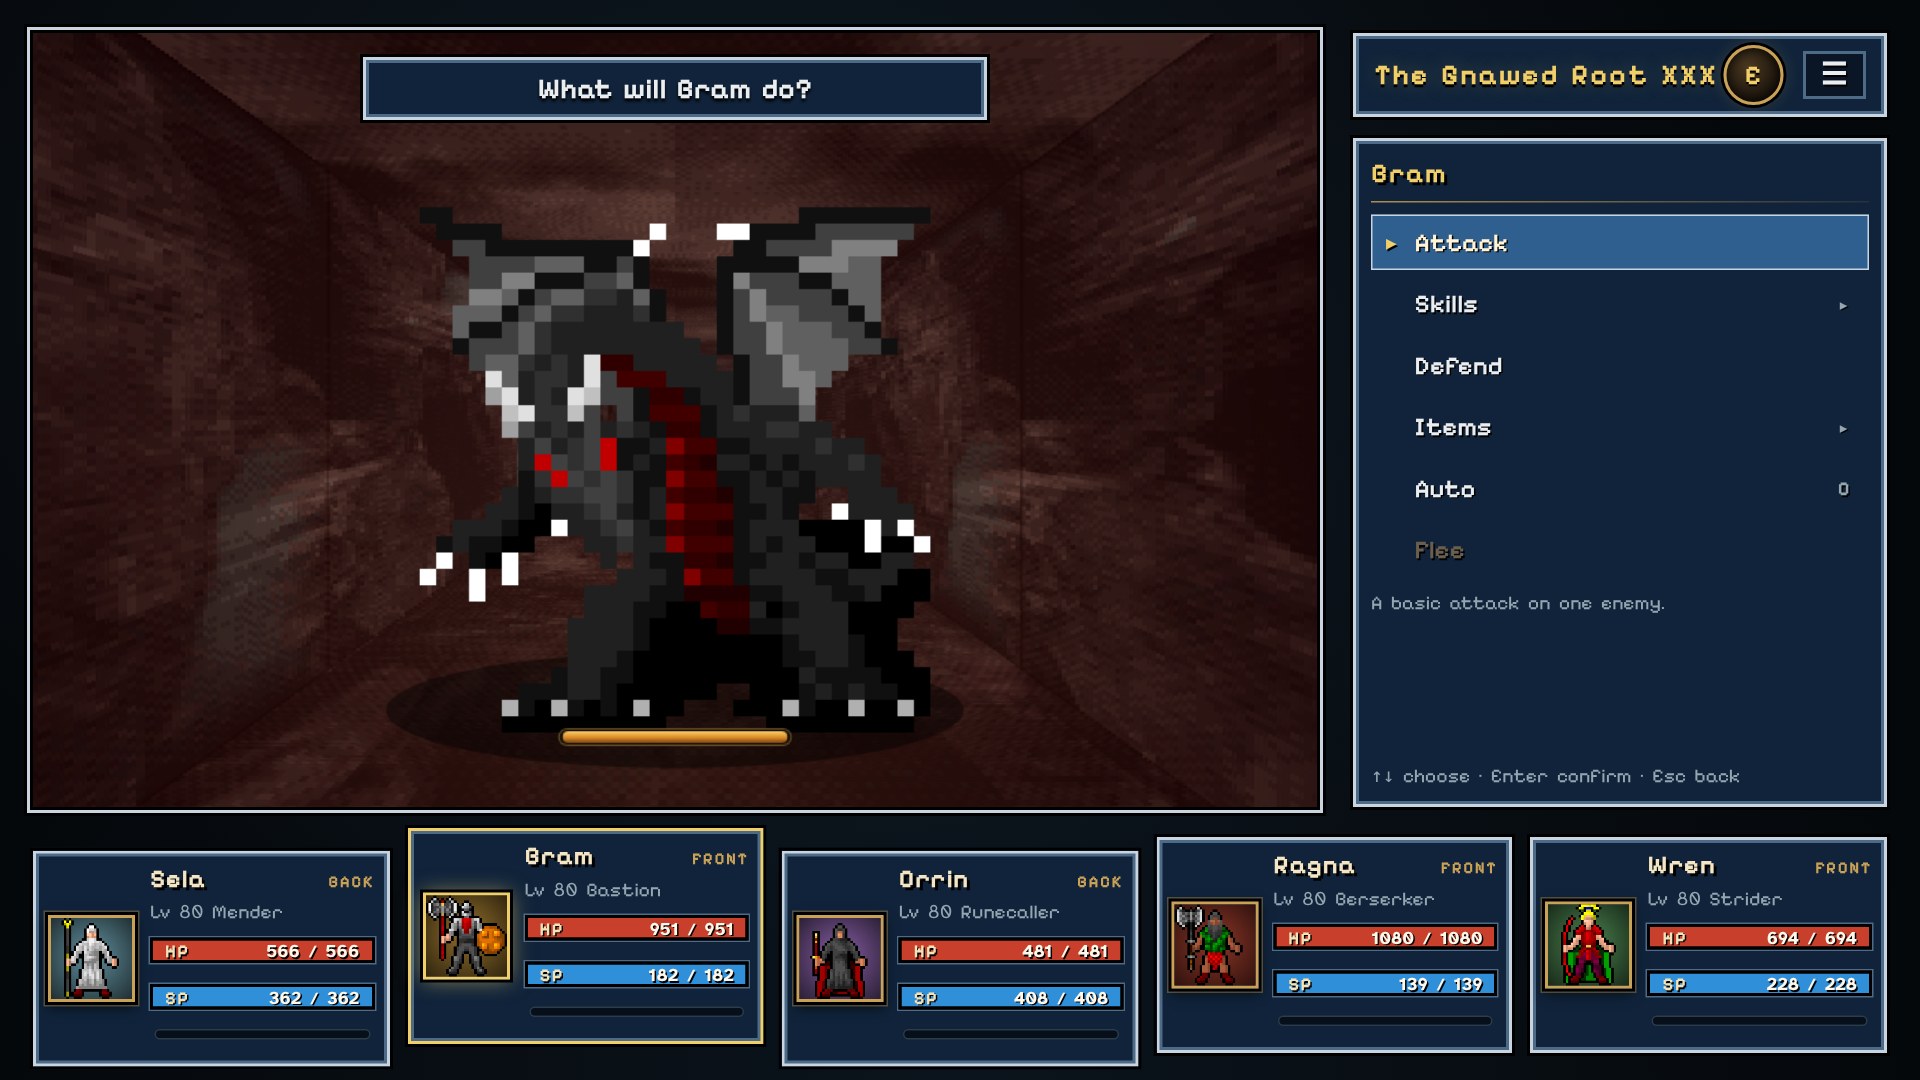 What will Bram do?
The Gnawed Root XXX E ☰
Bram
▶ Attack
Skills ▸
Defend
Items ▸
Auto O
Flee
A basic attack on one enemy.
↑↓ choose · Enter confirm · Esc back
Sela BACK
Lv 80 Mender
HP 566 / 566
SP 362 / 362
Bram FRONT
Lv 80 Bastion
HP 951 / 951
SP 182 / 182
Orrin BACK
Lv 80 Runecaller
HP 481 / 481
SP 408 / 408
Ragna FRONT
Lv 80 Berserker
HP 1080 / 1080
SP 139 / 139
Wren FRONT
Lv 80 Strider
HP 694 / 694
SP 228 / 228